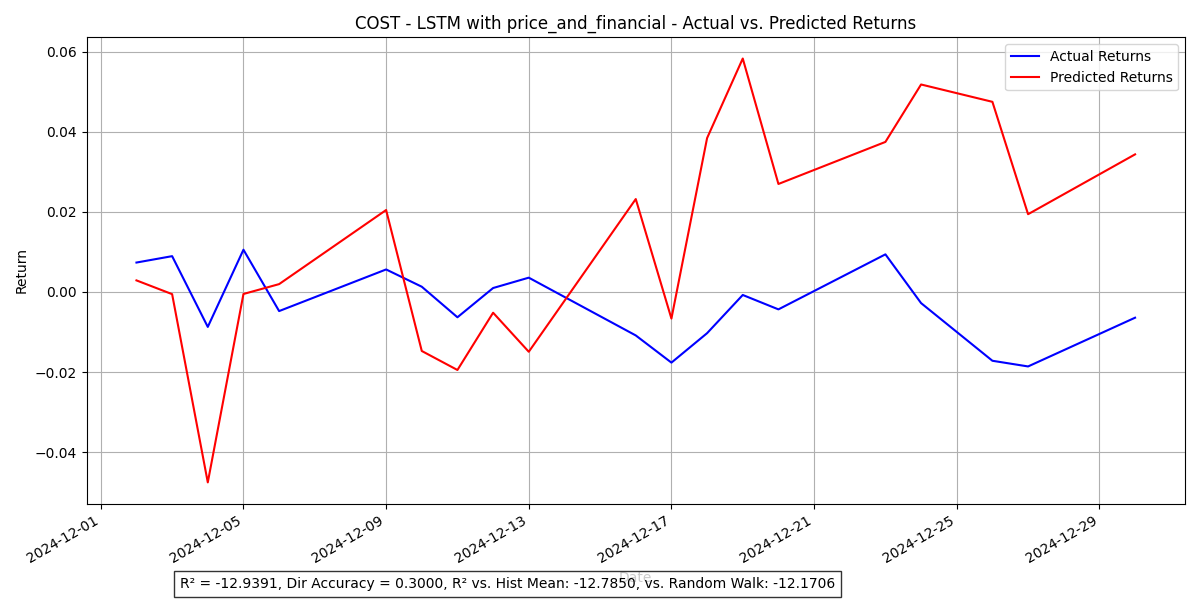 COST - LSTM with price_and_financial - Actual vs. Predicted Returns
Actual Returns
Predicted Returns
Return
0.06
0.04
0.02
0.00
−0.02
−0.04
2024-12-01
2024-12-05
2024-12-09
2024-12-13
2024-12-17
2024-12-21
2024-12-25
2024-12-29
Date
R² = -12.9391, Dir Accuracy = 0.3000, R² vs. Hist Mean: -12.7850, vs. Random Walk: -12.1706